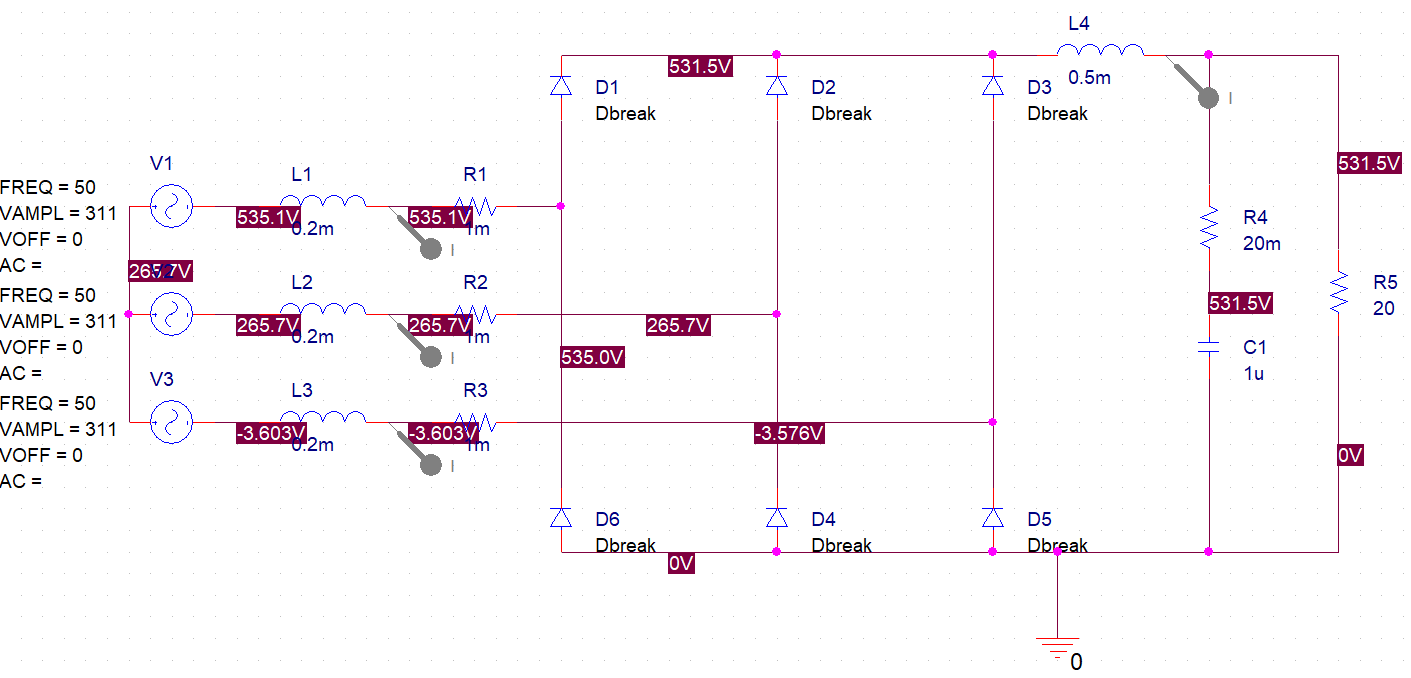 L4
531.5V
D1
D2
D3
0.5m
Dbreak
Dbreak
Dbreak
I
V1
L1
R1
531.5V
FREQ = 50
VAMPL = 311
535.1V
535.1V
0.2m
1m
R4
VOFF = 0
I
20m
AC =
265.7V
L2
R2
R5
FREQ = 50
531.5V
20
VAMPL = 311
265.7V
265.7V
265.7V
0.2m
1m
VOFF = 0
I
535.0V
C1
AC =
1u
V3
L3
R3
FREQ = 50
VAMPL = 311
-3.603V
-3.603V
-3.576V
0.2m
1m
VOFF = 0
I
0V
AC =
D6
D4
D5
Dbreak
Dbreak
Dbreak
0V
0